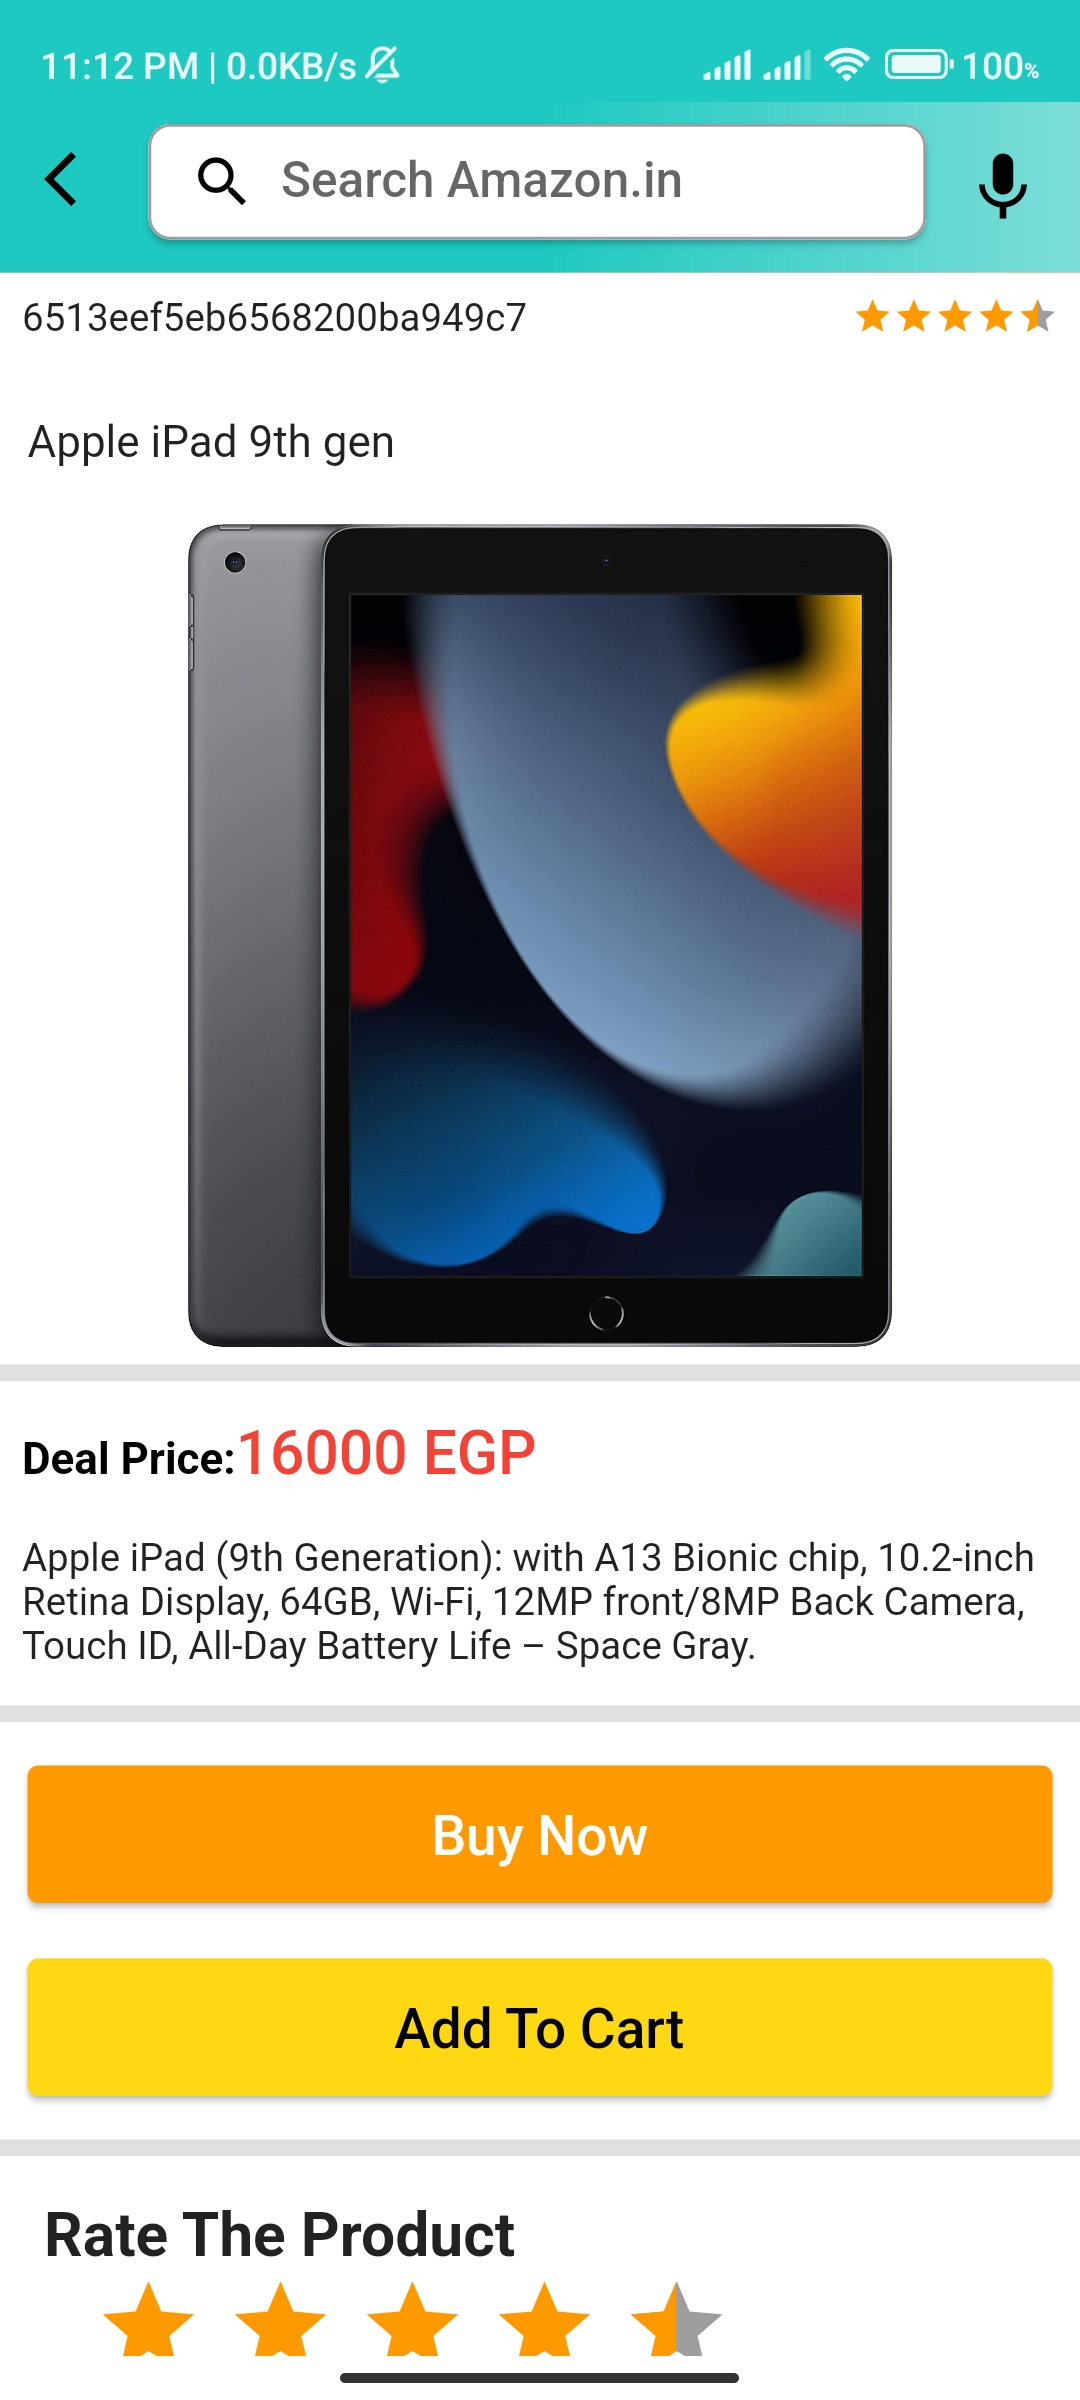 11:12 PM | 0.0KB/s
100%
Search Amazon.in
6513eef5eb6568200ba949c7
Apple iPad 9th gen
Deal Price:16000 EGP
Apple iPad (9th Generation): with A13 Bionic chip, 10.2-inch
Retina Display, 64GB, Wi-Fi, 12MP front/8MP Back Camera,
Touch ID, All-Day Battery Life – Space Gray.
Buy Now
Add To Cart
Rate The Product